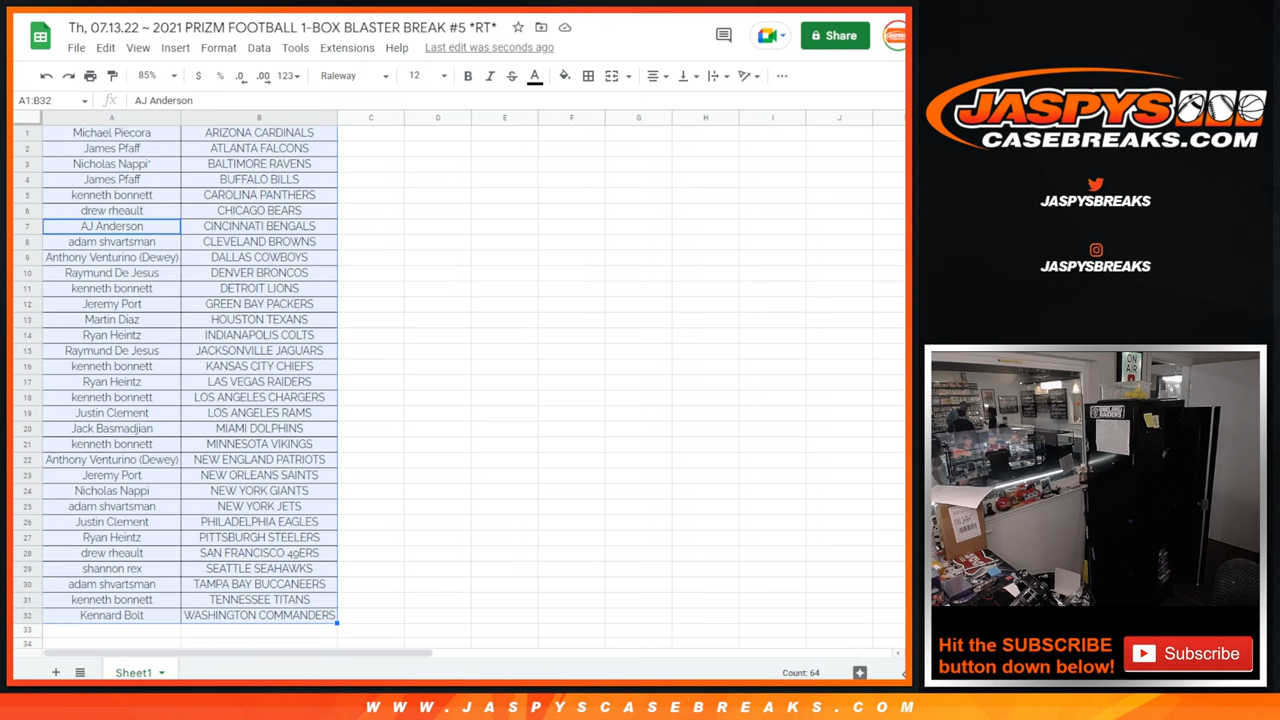 Th, 07.13.22 ~ 2021 PRIZM FOOTBALL 1-BOX BLASTER BREAK #5 *RT*
File Edit View Insert Format Data Tools Extensions Help Last edit was seconds ago
Share
85% $ % .0 .00 123 Raleway 12 B I S A
A1:B32 fx AJ Anderson
A B C D E F G H I J
1 Michael Piecora ARIZONA CARDINALS
2 James Pfaff ATLANTA FALCONS
3 Nicholas Nappi* BALTIMORE RAVENS
4 James Pfaff BUFFALO BILLS
5 kenneth bonnett CAROLINA PANTHERS
6 drew rheault CHICAGO BEARS
7 AJ Anderson CINCINNATI BENGALS
8 adam shvartsman CLEVELAND BROWNS
9 Anthony Venturino (Dewey) DALLAS COWBOYS
10 Raymund De Jesus DENVER BRONCOS
11 kenneth bonnett DETROIT LIONS
12 Jeremy Port GREEN BAY PACKERS
13 Martin Diaz HOUSTON TEXANS
14 Ryan Heintz INDIANAPOLIS COLTS
15 Raymund De Jesus JACKSONVILLE JAGUARS
16 kenneth bonnett KANSAS CITY CHIEFS
17 Ryan Heintz LAS VEGAS RAIDERS
18 kenneth bonnett LOS ANGELES CHARGERS
19 Justin Clement LOS ANGELES RAMS
20 Jack Basmadjian MIAMI DOLPHINS
21 kenneth bonnett MINNESOTA VIKINGS
22 Anthony Venturino (Dewey) NEW ENGLAND PATRIOTS
23 Jeremy Port NEW ORLEANS SAINTS
24 Nicholas Nappi NEW YORK GIANTS
25 adam shvartsman NEW YORK JETS
26 Justin Clement PHILADELPHIA EAGLES
27 Ryan Heintz PITTSBURGH STEELERS
28 drew rheault SAN FRANCISCO 49ERS
29 shannon rex SEATTLE SEAHAWKS
30 adam shvartsman TAMPA BAY BUCCANEERS
31 kenneth bonnett TENNESSEE TITANS
32 Kennard Bolt WASHINGTON COMMANDERS
33
34
Sheet1
Count: 64
JASPYS
CASEBREAKS.COM
JASPYSBREAKS
JASPYSBREAKS
ON
AIR
Hit the SUBSCRIBE
button down below!
Subscribe
WWW.JASPYSCASEBREAKS.COM